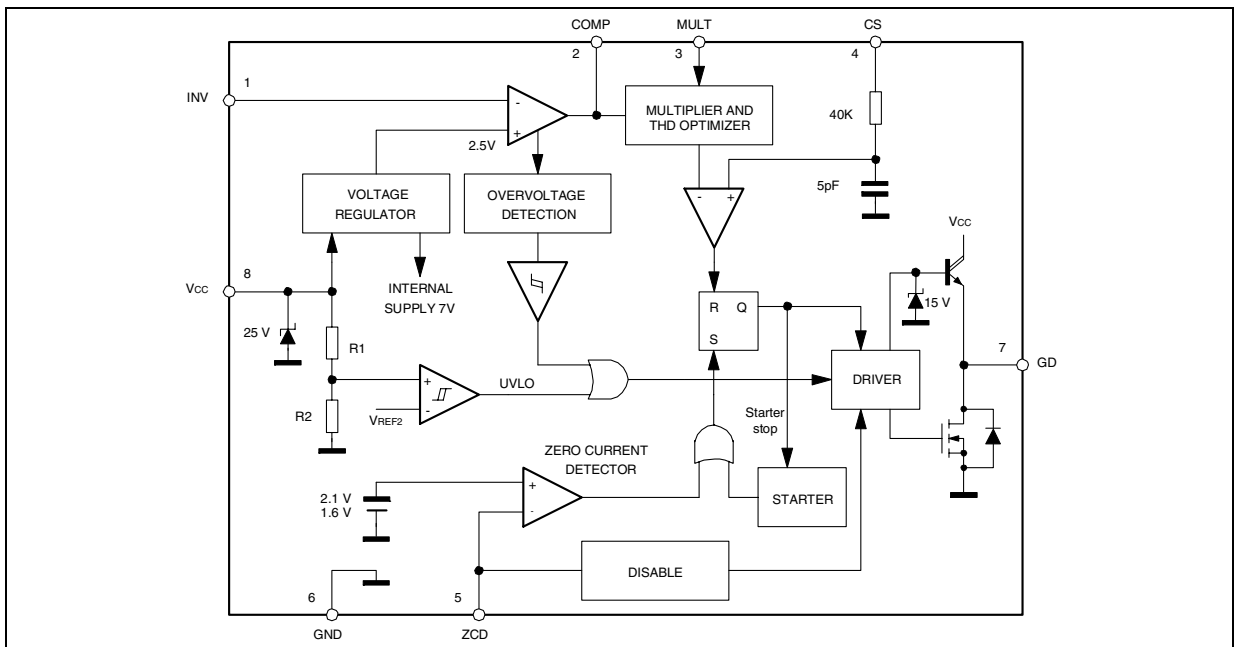 COMP
MULT
CS
2
3
4
1
INV
-
+
2.5V
MULTIPLIER AND
THD OPTIMIZER
40K
5pF
VOLTAGE
REGULATOR
OVERVOLTAGE
DETECTION
- +
Vcc
8
Vcc
INTERNAL
SUPPLY 7V
25 V
R1
R Q
S
15 V
7
GD
DRIVER
+
-
UVLO
R2
VREF2
Starter
stop
ZERO CURRENT
DETECTOR
2.1 V
1.6 V
+
-
STARTER
DISABLE
6
5
GND
ZCD